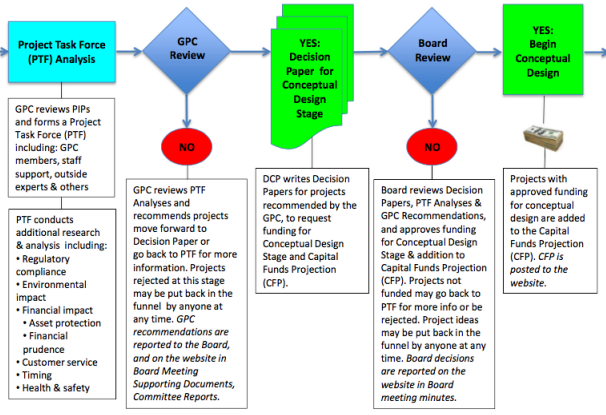 Project Task Force
(PTF) Analysis
GPC
Review
YES:
Decision
Paper for
Conceptual
Design
Stage
Board
Review
YES:
Begin
Conceptual
Design
NO
NO
GPC reviews PIPs
and forms a Project
Task Force (PTF)
including: GPC
members, staff
support, outside
experts & others
PTF conducts
additional research
& analysis including:
• Regulatory
compliance
• Environmental
impact
• Financial impact
• Asset protection
• Financial
prudence
• Customer service
• Timing
• Health & safety
GPC reviews PTF
Analyses and
recommends projects
move forward to
Decision Paper or
go back to PTF for more
information. Projects
rejected at this stage
may be put back in the
funnel by anyone at
any time. GPC
recommendations are
reported to the Board,
and on the website in
Board Meeting
Supporting Documents,
Committee Reports.
DCP writes Decision
Papers for projects
recommended by the
GPC, to request
funding for
Conceptual Design
Stage and Capital
Funds Projection
(CFP).
Board reviews Decision
Papers, PTF Analyses &
GPC Recommendations,
and approves funding
for Conceptual Design
Stage & addition to
Capital Funds Projection
(CFP). Projects not
funded may go back to
PTF for more info or be
rejected. Project ideas
may be put back in the
funnel by anyone at any
time. Board decisions
are reported on the
website in Board
meeting minutes.
Projects with
approved funding
for conceptual
design are added to
the Capital
Funds Projection
(CFP). CFP is
posted to the
website.